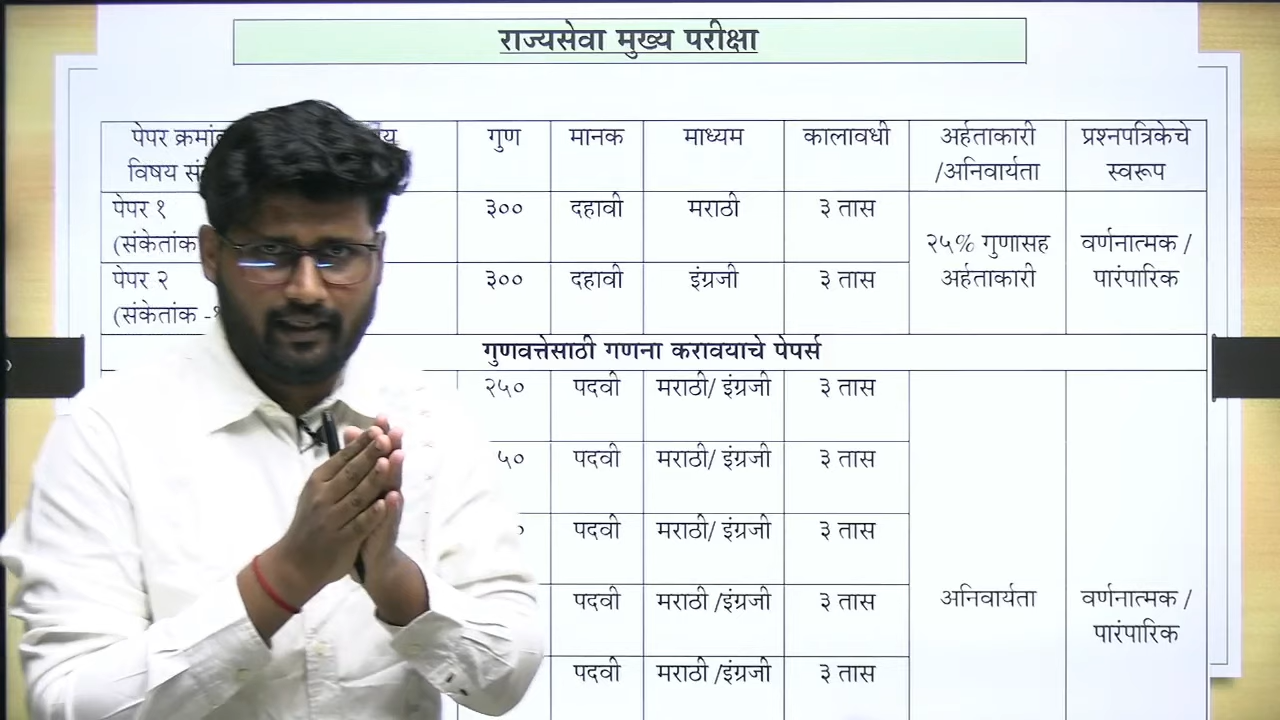 राज्यसेवा मुख्य परीक्षा
गुण मानक माध्यम कालावधी अर्हताकारी प्रश्नपत्रिकेचे
विषय /अनिवार्यता स्वरूप
पेपर १ ३०० दहावी मराठी ३ तास
(संकेतांक २५% गुणासह वर्णनात्मक /
पेपर २ ३०० दहावी इंग्रजी ३ तास अर्हताकारी पारंपारिक
(संकेतांक
गुणवत्तेसाठी गणना करावयाचे पेपर्स
२५० पदवी मराठी/ इंग्रजी ३ तास
५० पदवी मराठी/ इंग्रजी ३ तास
पदवी मराठी/ इंग्रजी ३ तास
पदवी मराठी /इंग्रजी ३ तास अनिवार्यता वर्णनात्मक /
पारंपारिक
पदवी मराठी /इंग्रजी ३ तास